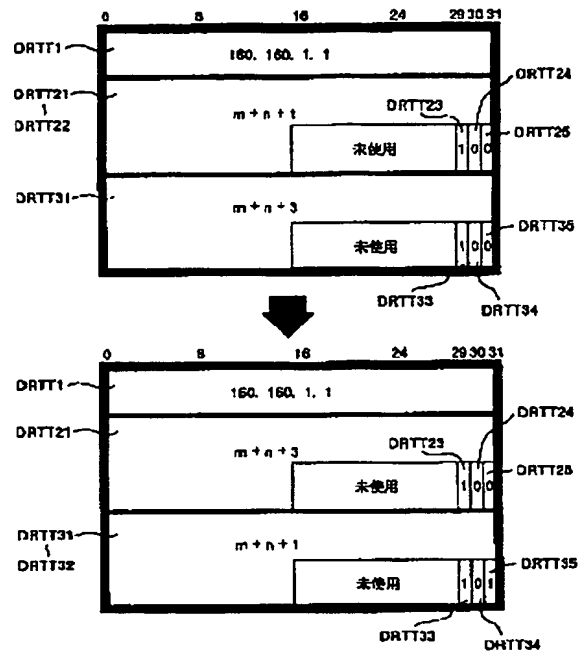 0 8 16 24 29 30 31
DRTT1
160. 160. 1. 1
DRTT21
DRTT22
DRTT23
DRTT24
m+n+1
DRTT25
未使用 1 0 0
DRTT31
m+n+3
DRTT35
未使用 1 0 0
DRTT33
DRTT34
0 8 16 24 29 30 31
DRTT1
160. 160. 1. 1
DRTT21
DRTT23
DRTT24
m+n+3
DRTT25
未使用 1 0 0
DRTT31
DRTT32
m+n+1
DRTT35
未使用 1 0 1
DRTT33
DRTT34